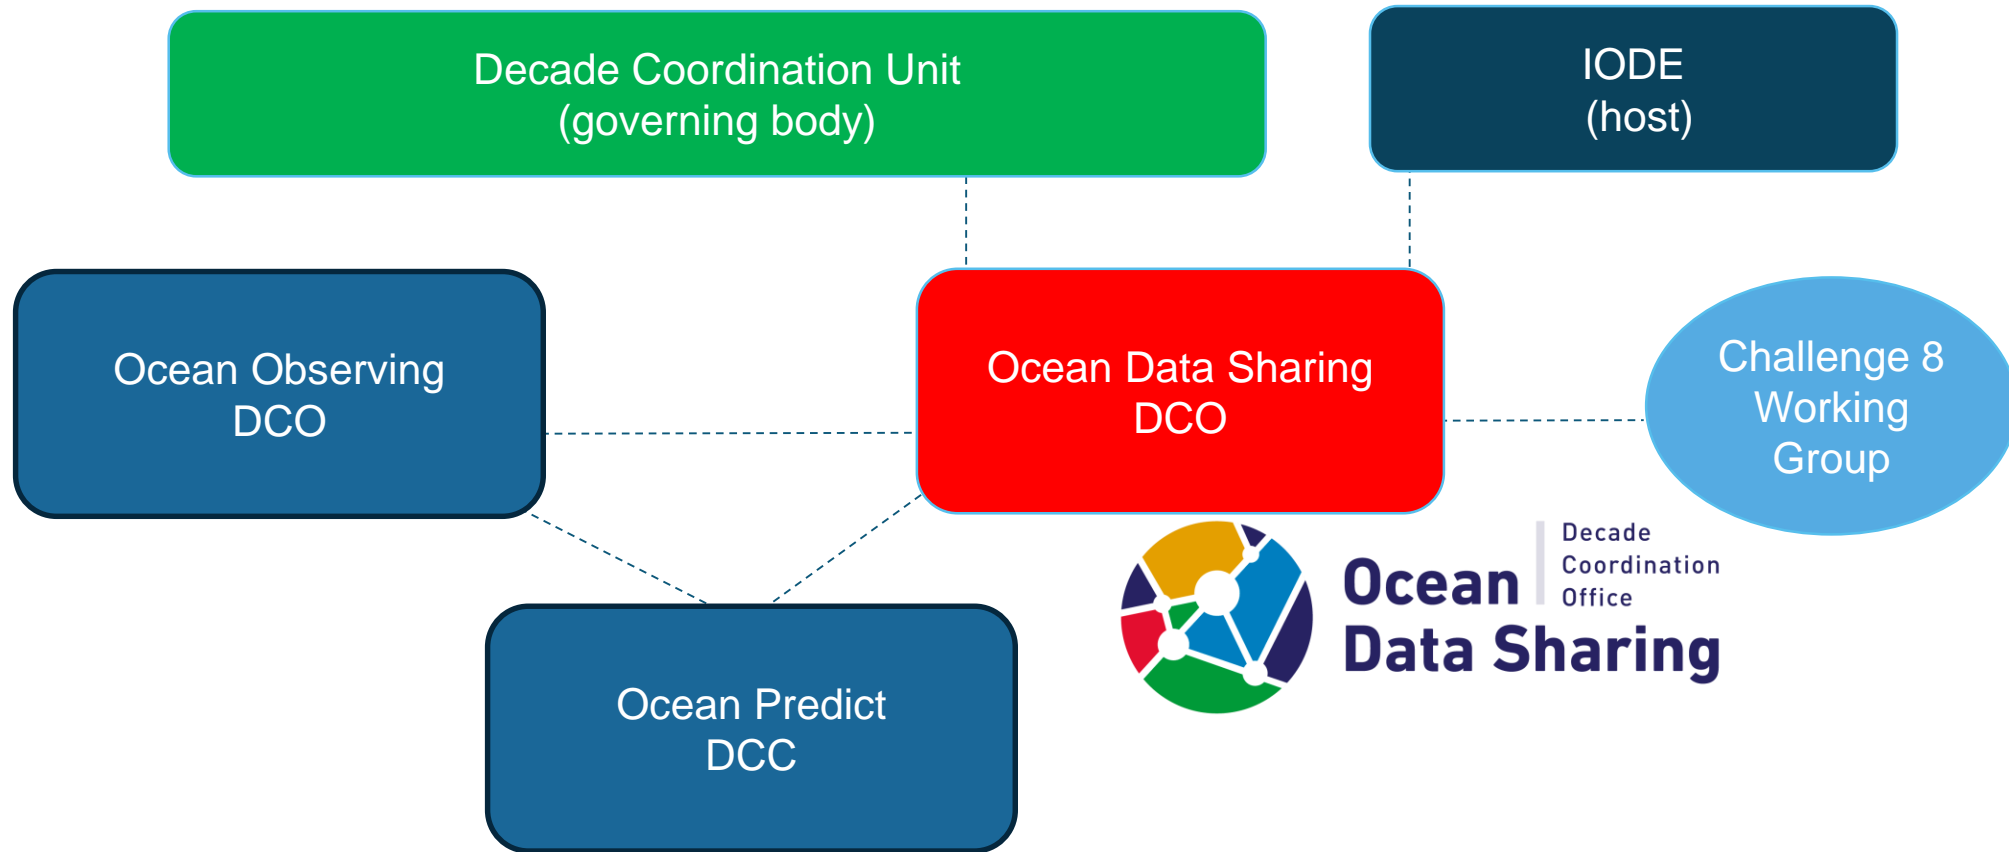 Decade Coordination Unit
(governing body)
IODE
(host)
Ocean Observing
DCO
Ocean Data Sharing
DCO
Challenge 8
Working
Group
Ocean Predict
DCC
Ocean
Decade
Coordination
Office
Data Sharing